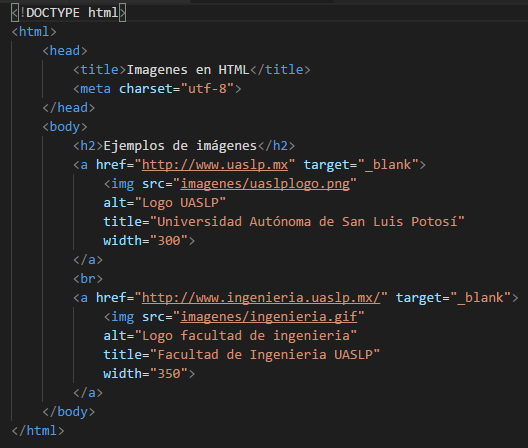 <!DOCTYPE html>
<html>
    <head>
        <title>Imagenes en HTML</title>
        <meta charset="utf-8">
    </head>
    <body>
        <h2>Ejemplos de imágenes</h2>
        <a href="http://www.uaslp.mx" target="_blank">
            <img src="imagenes/uaslplogo.png"
            alt="Logo UASLP"
            title="Universidad Autónoma de San Luis Potosí"
            width="300">
        </a>
        <br>
        <a href="http://www.ingenieria.uaslp.mx/" target="_blank">
            <img src="imagenes/ingenieria.gif"
            alt="Logo facultad de ingenieria"
            title="Facultad de Ingenieria UASLP"
            width="350">
        </a>
    </body>
</html>